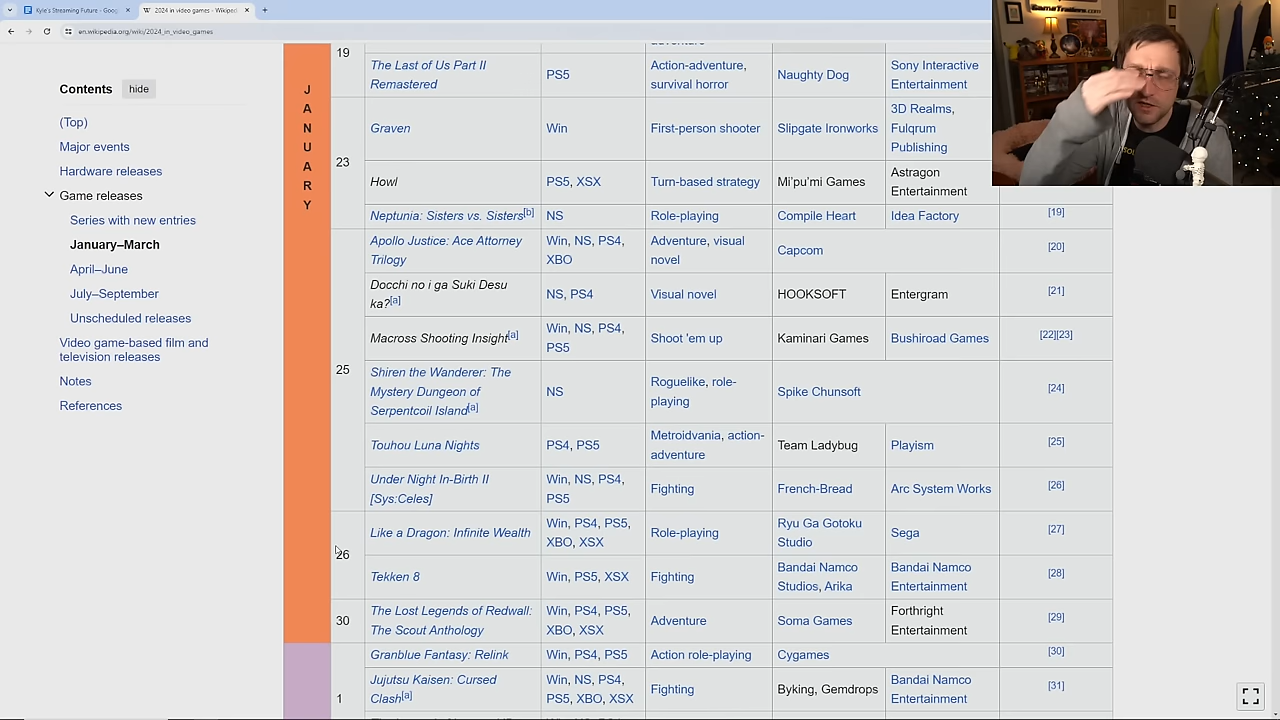 Kyle's Streaming Future - Goo
2024 in video games - Wikiped
en.wikipedia.org/wiki/2024_in_video_games
GameTrailers.com
Contents
hide
(Top)
Major events
Hardware releases
Game releases
Series with new entries
January–March
April–June
July–September
Unscheduled releases
Video game-based film and
television releases
Notes
References
J
A
N
U
A
R
Y
adventure
19
The Last of Us Part II
Remastered
PS5
Action-adventure,
survival horror
Naughty Dog
Sony Interactive
Entertainment
23
Graven
Win
First-person shooter
Slipgate Ironworks
3D Realms,
Fulqrum
Publishing
Howl
PS5, XSX
Turn-based strategy
Mi'pu'mi Games
Astragon
Entertainment
Neptunia: Sisters vs. Sisters[b]
NS
Role-playing
Compile Heart
Idea Factory
[19]
25
Apollo Justice: Ace Attorney
Trilogy
Win, NS, PS4,
XBO
Adventure, visual
novel
Capcom
[20]
Docchi no i ga Suki Desu
ka?[a]
NS, PS4
Visual novel
HOOKSOFT
Entergram
[21]
Macross Shooting Insight[a]
Win, NS, PS4,
PS5
Shoot 'em up
Kaminari Games
Bushiroad Games
[22][23]
Shiren the Wanderer: The
Mystery Dungeon of
Serpentcoil Island[a]
NS
Roguelike, role-
playing
Spike Chunsoft
[24]
Touhou Luna Nights
PS4, PS5
Metroidvania, action-
adventure
Team Ladybug
Playism
[25]
Under Night In-Birth II
[Sys:Celes]
Win, NS, PS4,
PS5
Fighting
French-Bread
Arc System Works
[26]
26
Like a Dragon: Infinite Wealth
Win, PS4, PS5,
XBO, XSX
Role-playing
Ryu Ga Gotoku
Studio
Sega
[27]
Tekken 8
Win, PS5, XSX
Fighting
Bandai Namco
Studios, Arika
Bandai Namco
Entertainment
[28]
30
The Lost Legends of Redwall:
The Scout Anthology
Win, PS4, PS5,
XBO, XSX
Adventure
Soma Games
Forthright
Entertainment
[29]
1
Granblue Fantasy: Relink
Win, PS4, PS5
Action role-playing
Cygames
[30]
Jujutsu Kaisen: Cursed
Clash[a]
Win, NS, PS4,
PS5, XBO, XSX
Fighting
Byking, Gemdrops
Bandai Namco
Entertainment
[31]